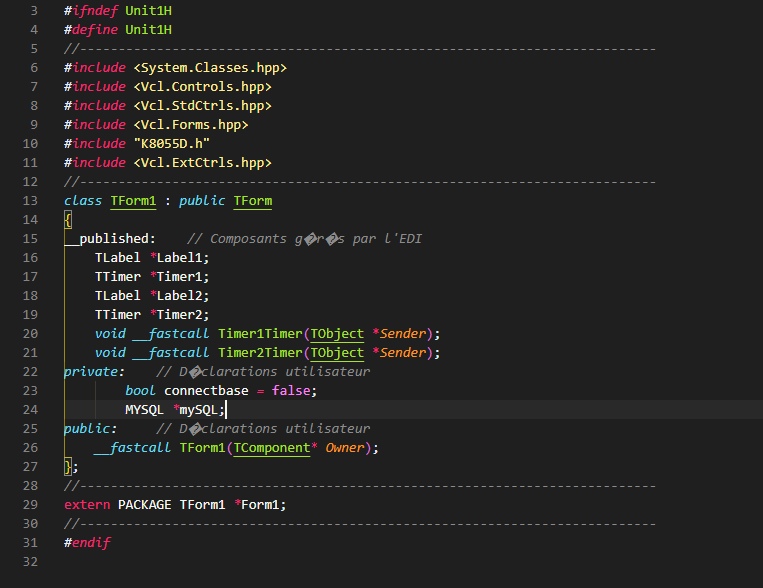 3 #ifndef Unit1H
4 #define Unit1H
5 //---------------------------------------------------------------------------
6 #include <System.Classes.hpp>
7 #include <Vcl.Controls.hpp>
8 #include <Vcl.StdCtrls.hpp>
9 #include <Vcl.Forms.hpp>
10 #include "K8055D.h"
11 #include <Vcl.ExtCtrls.hpp>
12 //---------------------------------------------------------------------------
13 class TForm1 : public TForm
14 {
15 __published:    // Composants g�r�s par l'EDI
16     TLabel *Label1;
17     TTimer *Timer1;
18     TLabel *Label2;
19     TTimer *Timer2;
20     void __fastcall Timer1Timer(TObject *Sender);
21     void __fastcall Timer2Timer(TObject *Sender);
22 private:    // D�clarations utilisateur
23         bool connectbase = false;
24         MYSQL *mySQL;
25 public:     // D�clarations utilisateur
26     __fastcall TForm1(TComponent* Owner);
27 };
28 //---------------------------------------------------------------------------
29 extern PACKAGE TForm1 *Form1;
30 //---------------------------------------------------------------------------
31 #endif
32